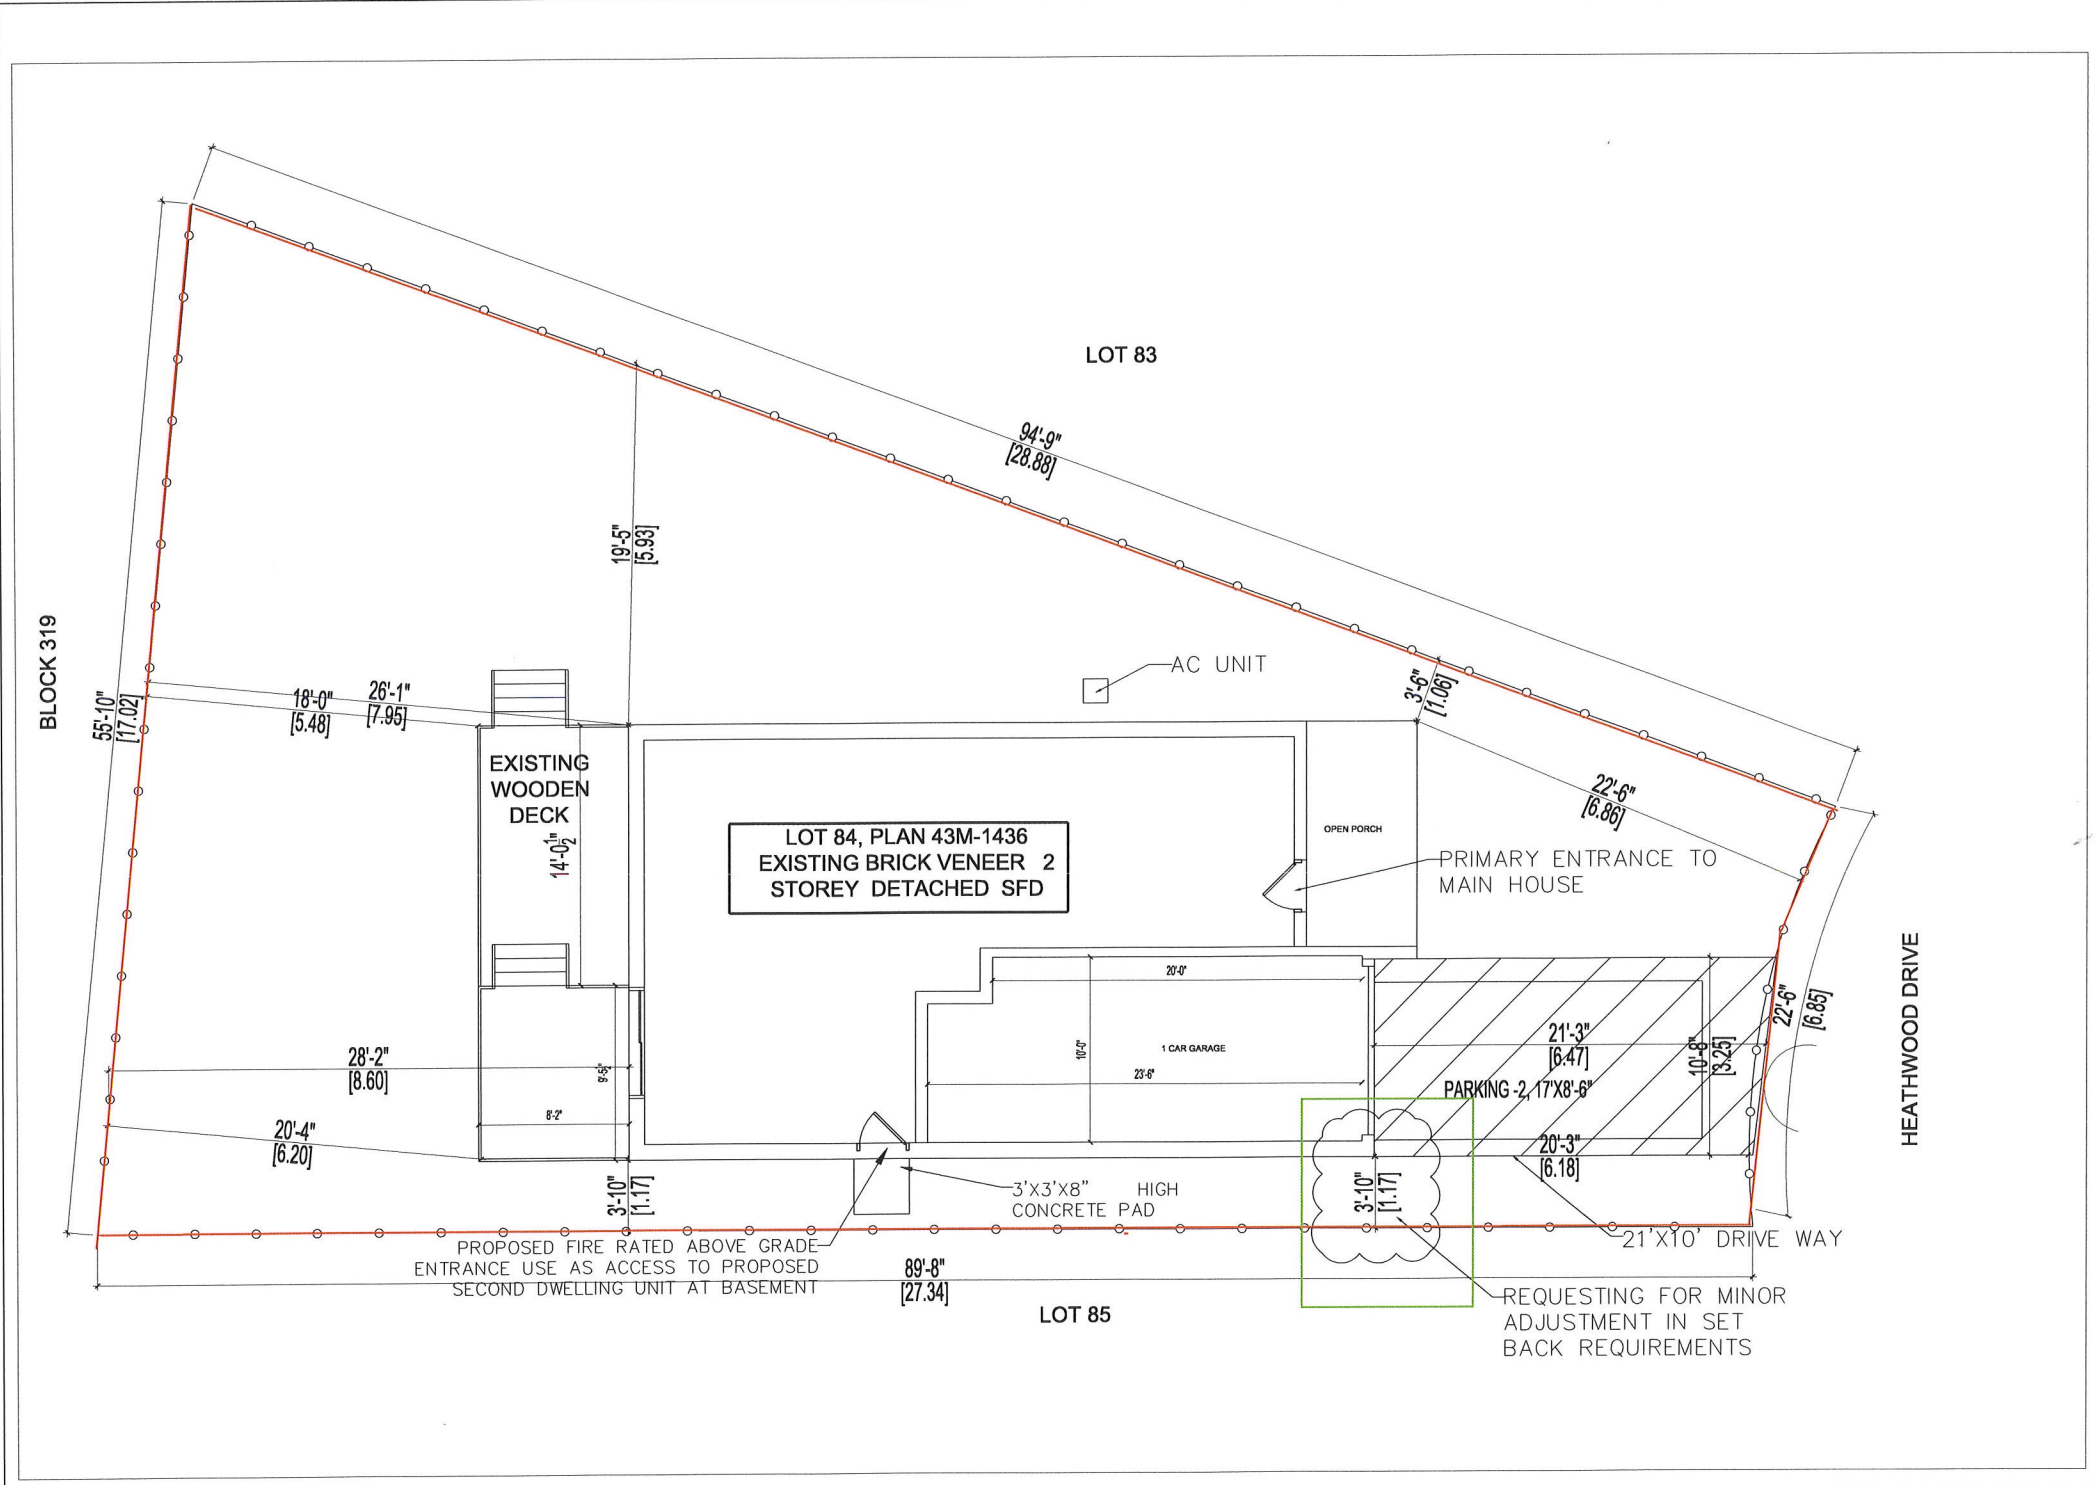 LOT 83
94'-9"
[28.88]
19'-5"
[5.93]
BLOCK 319
55'-10"
[17.02]
18'-0"
[5.48]
26'-1"
[7.95]
AC UNIT
3'-6"
[1.06]
22'-6"
[6.86]
EXISTING
WOODEN
DECK
14'-0 1/2"
LOT 84, PLAN 43M-1436
EXISTING BRICK VENEER 2
STOREY DETACHED SFD
OPEN PORCH
PRIMARY ENTRANCE TO
MAIN HOUSE
HEATHWOOD DRIVE
20'-0"
10'-0"
1 CAR GARAGE
23'-6"
21'-3"
[6.47]
10'-8"
[3.25]
22'-6"
[6.85]
PARKING -2, 17'X8'-6"
28'-2"
[8.60]
8'-2"
20'-4"
[6.20]
20'-3"
[6.18]
3'-10"
[1.17]
3'X3'X8" HIGH
CONCRETE PAD
3'-10"
[1.17]
21'X10' DRIVE WAY
PROPOSED FIRE RATED ABOVE GRADE
ENTRANCE USE AS ACCESS TO PROPOSED
SECOND DWELLING UNIT AT BASEMENT
89'-8"
[27.34]
LOT 85
REQUESTING FOR MINOR
ADJUSTMENT IN SET
BACK REQUIREMENTS